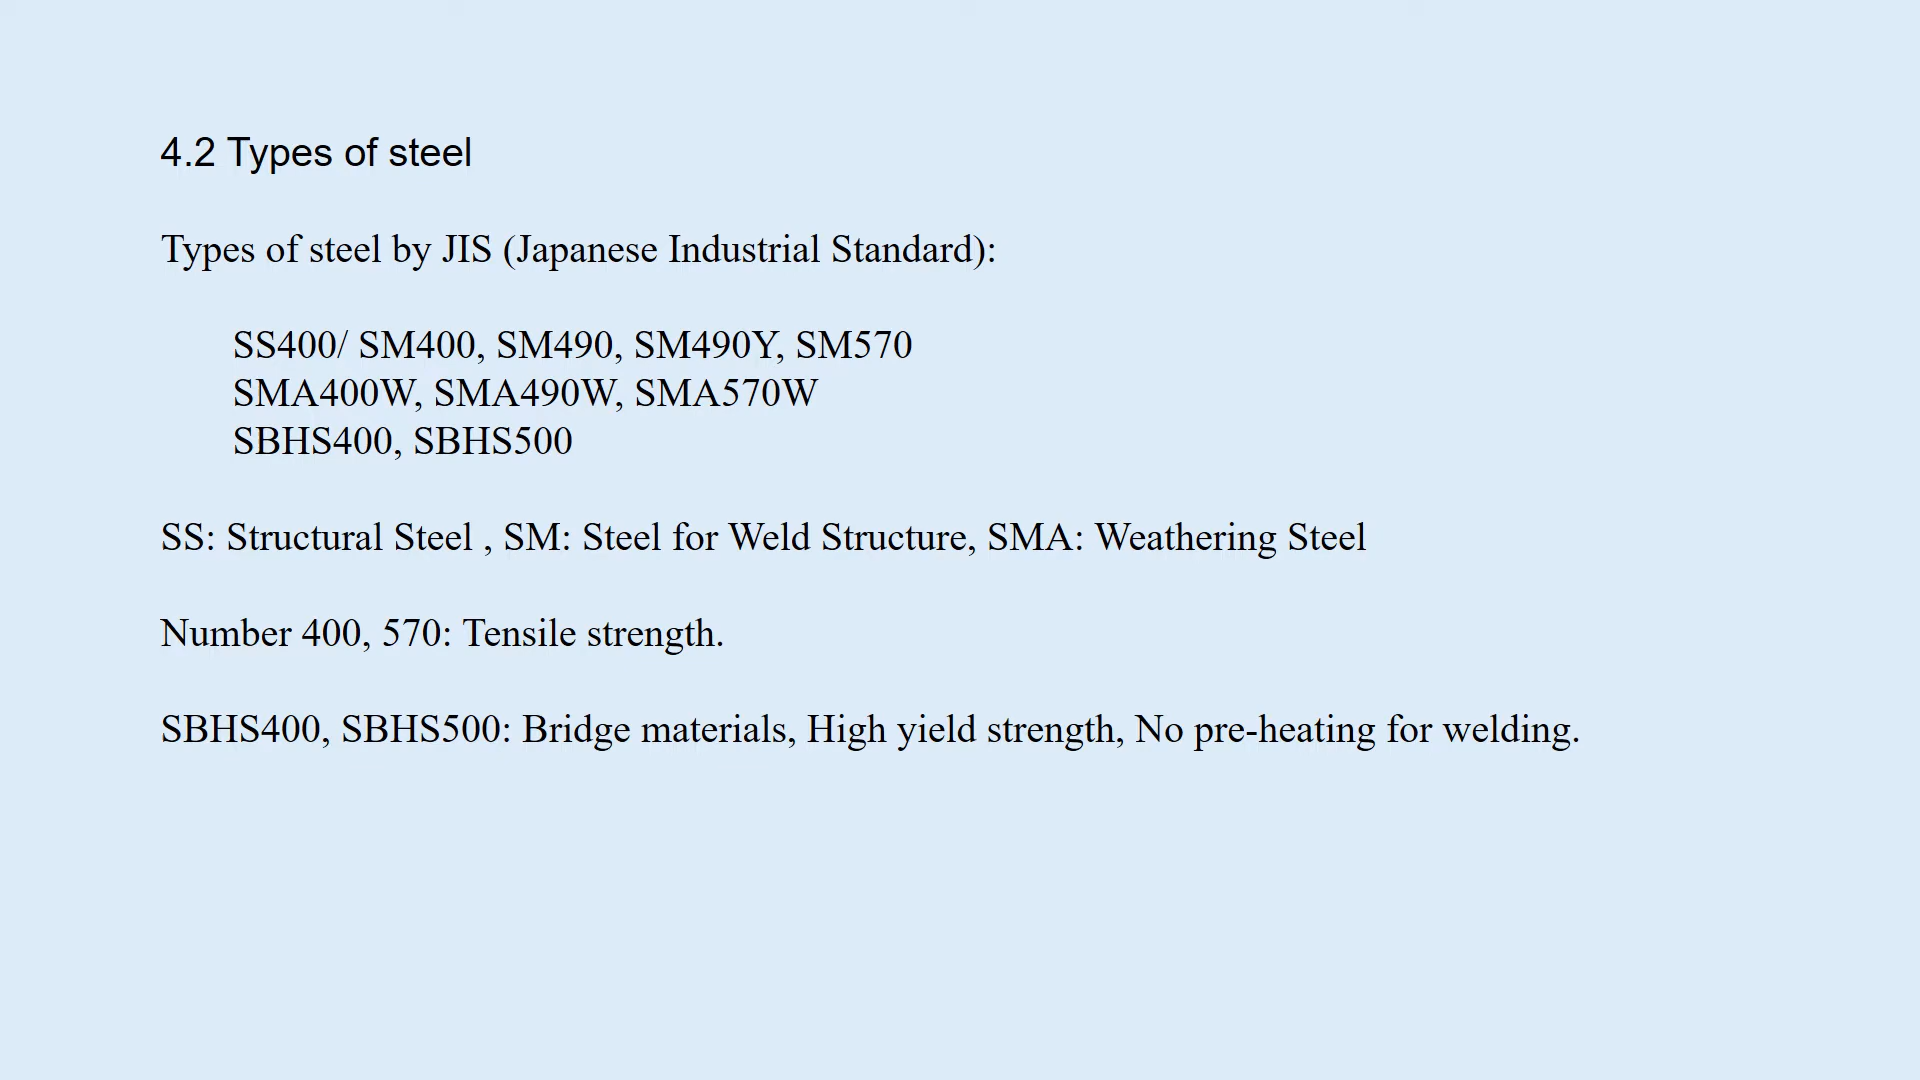 4.2 Types of steel
Types of steel by JIS (Japanese Industrial Standard):
SS400/ SM400, SM490, SM490Y, SM570
SMA400W, SMA490W, SMA570W
SBHS400, SBHS500
SS: Structural Steel , SM: Steel for Weld Structure, SMA: Weathering Steel
Number 400, 570: Tensile strength.
SBHS400, SBHS500: Bridge materials, High yield strength, No pre-heating for welding.